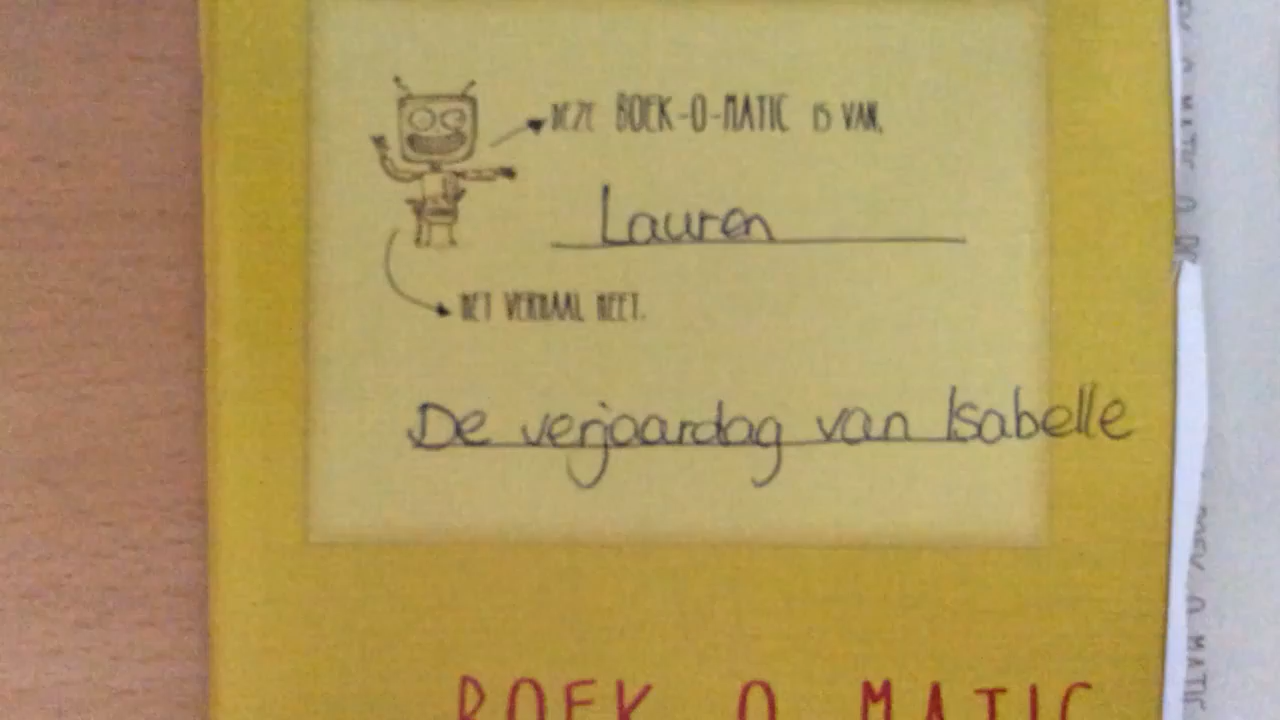 DEZE BOEK-O-MATIC IS VAN:
Lauren
HET VERHAAL HEET:
De verjaardag van Isabelle
BOEK O MATIC